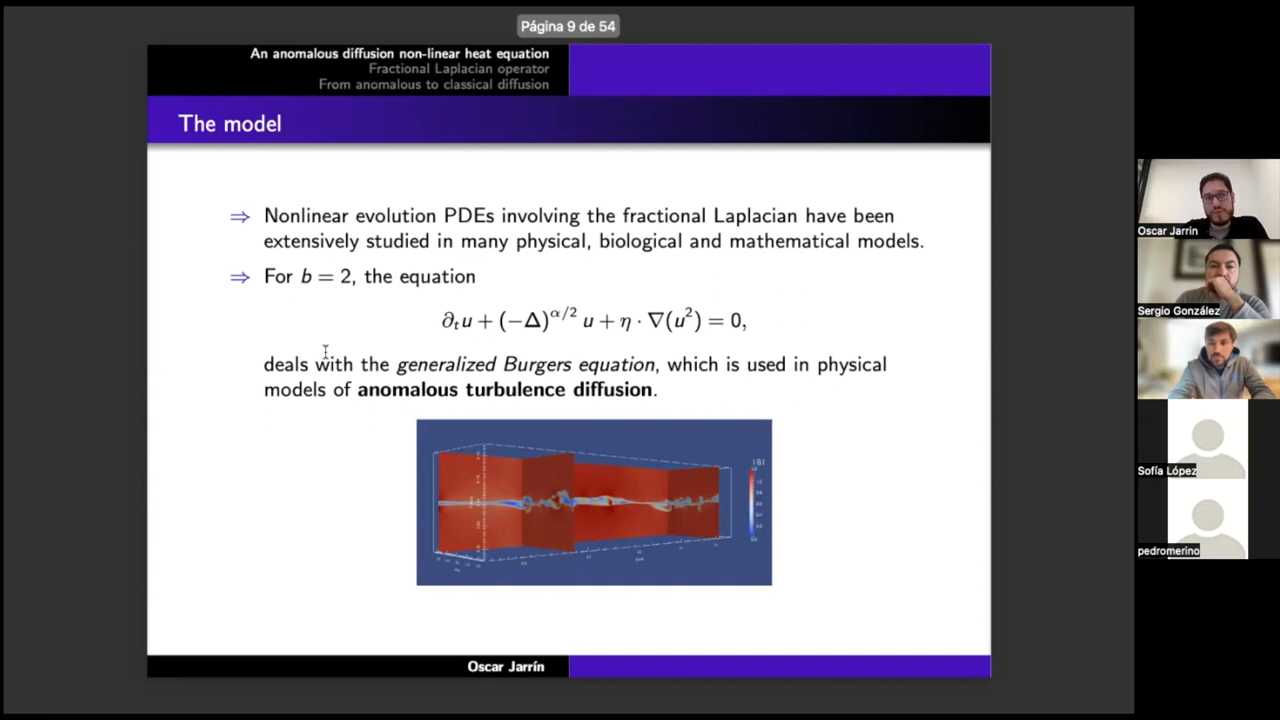 Página 9 de 54
An anomalous diffusion non-linear heat equation
Fractional Laplacian operator
From anomalous to classical diffusion
The model
⇒ Nonlinear evolution PDEs involving the fractional Laplacian have been
extensively studied in many physical, biological and mathematical models.
⇒ For b = 2, the equation
∂ₜu + (−Δ)^{α/2} u + η · ∇(u²) = 0,
deals with the generalized Burgers equation, which is used in physical
models of anomalous turbulence diffusion.
Oscar Jarrín
Oscar Jarrín
Sergio González
Sofía López
pedromerino